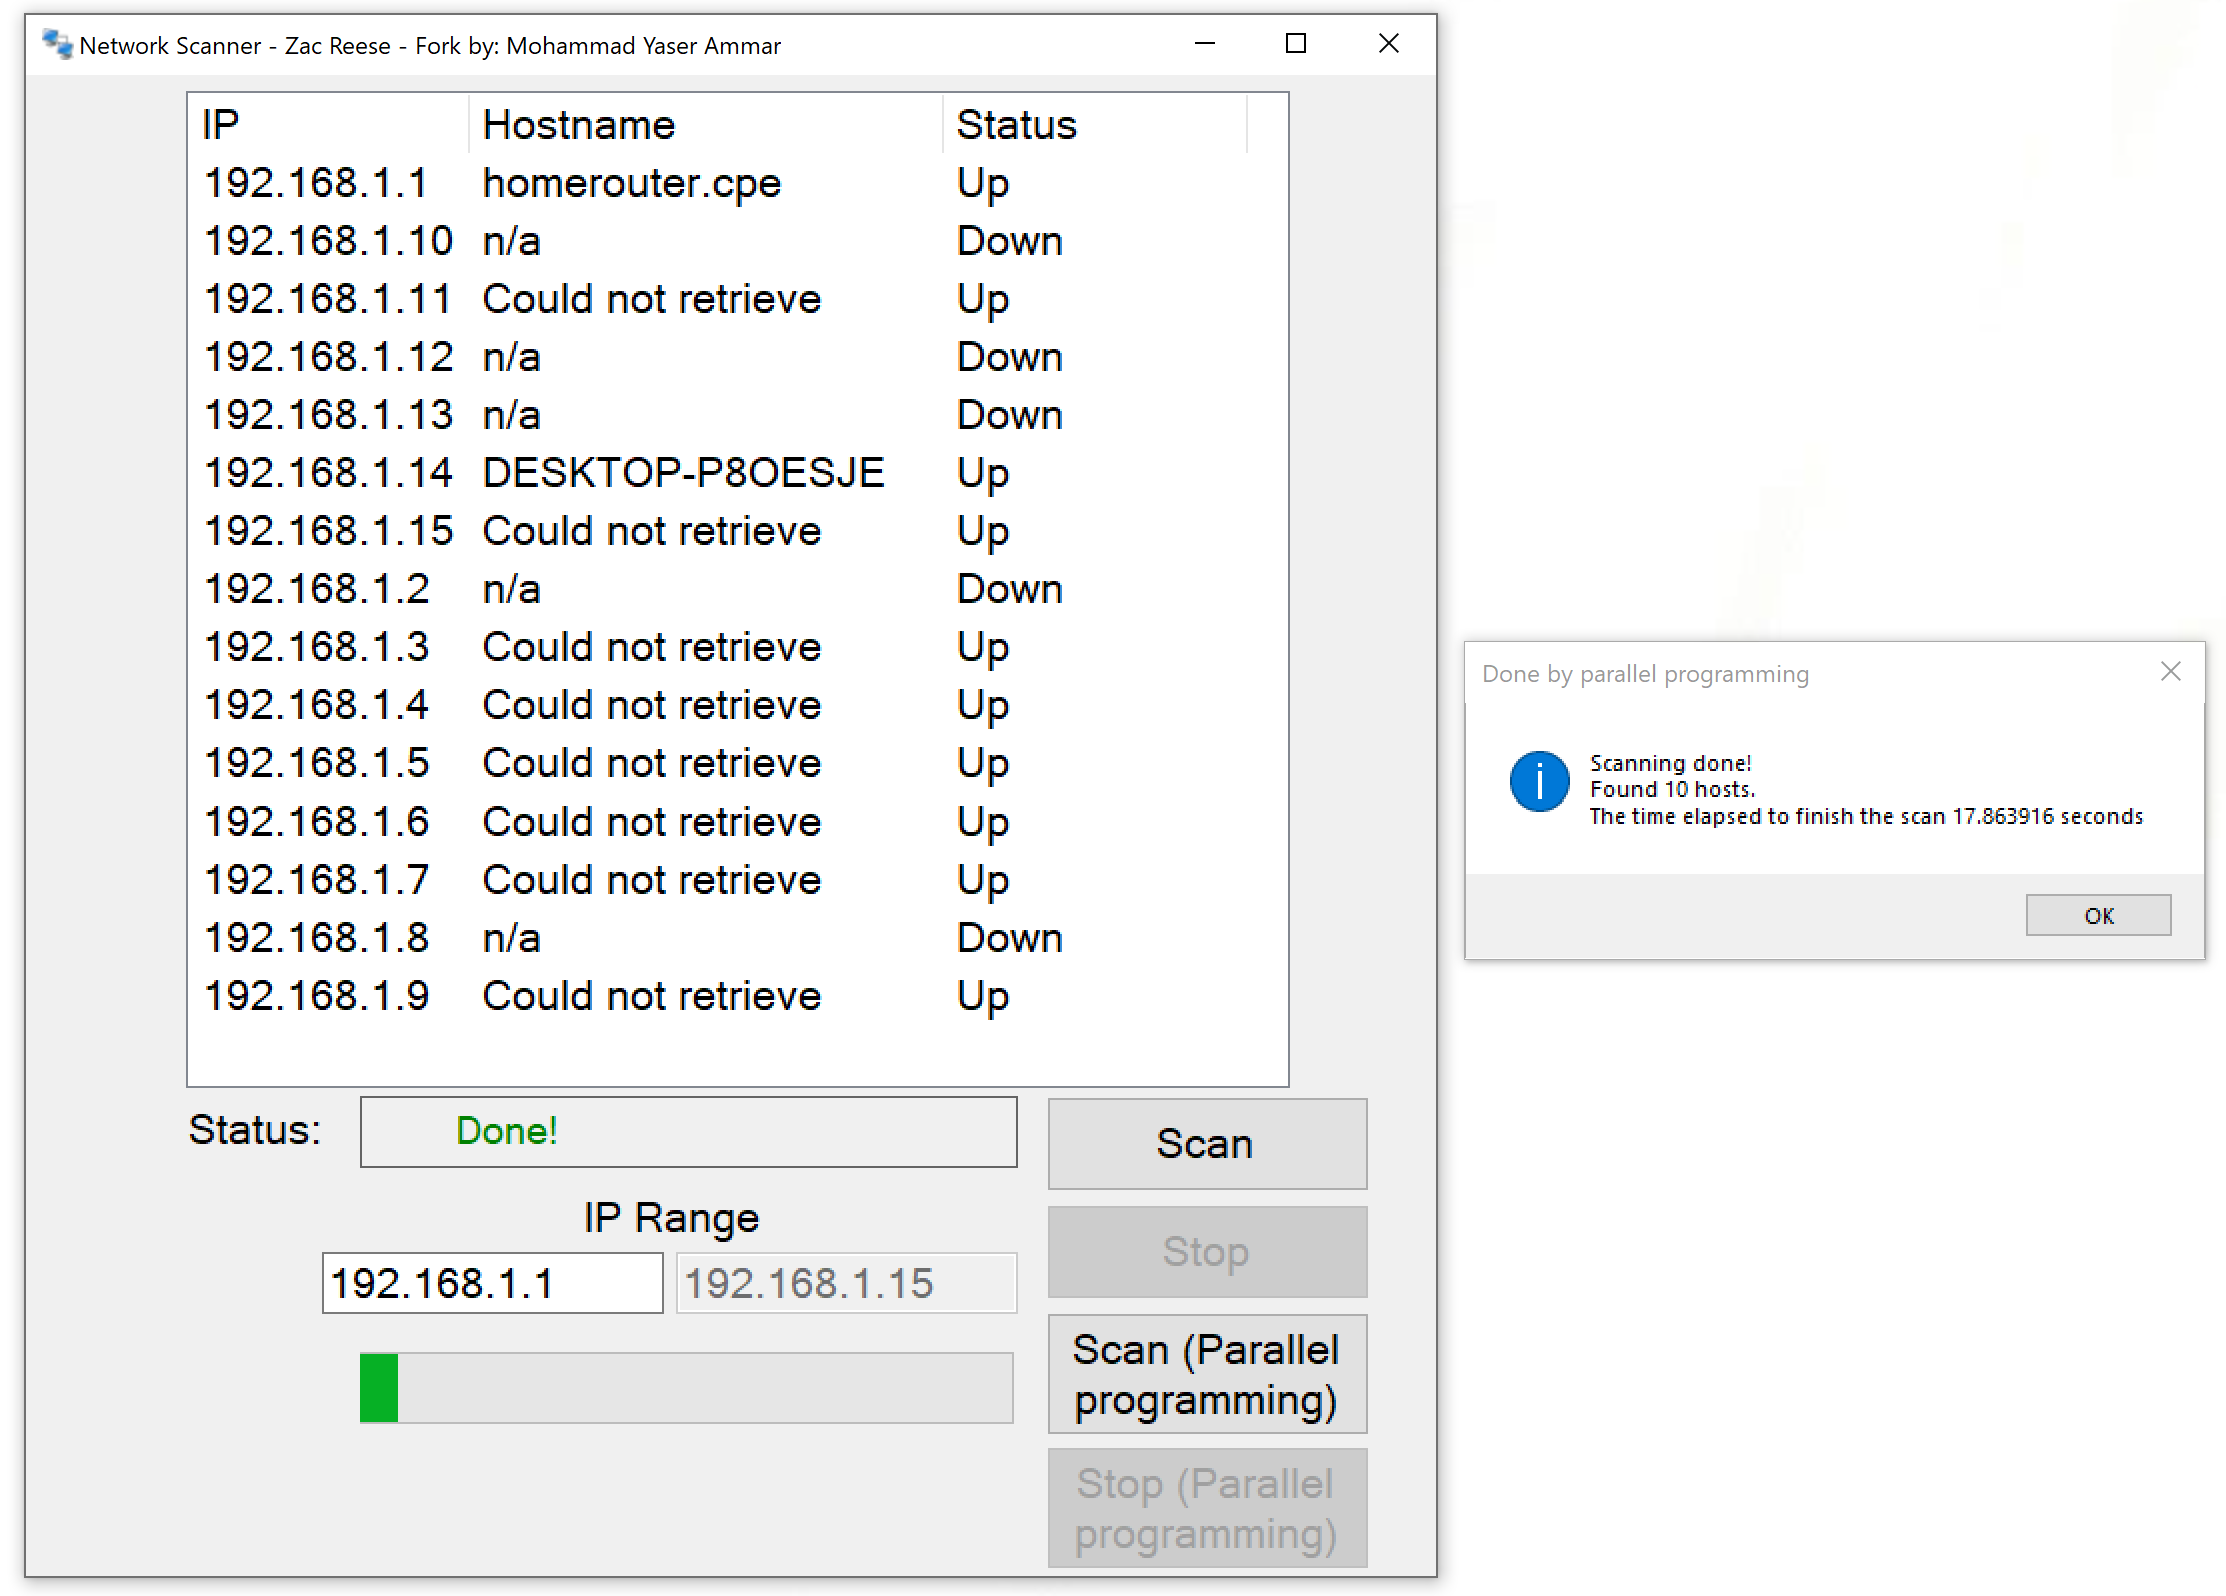 Network Scanner - Zac Reese - Fork by: Mohammad Yaser Ammar
IP Hostname Status
192.168.1.1 homerouter.cpe Up
192.168.1.10 n/a Down
192.168.1.11 Could not retrieve Up
192.168.1.12 n/a Down
192.168.1.13 n/a Down
192.168.1.14 DESKTOP-P8OESJE Up
192.168.1.15 Could not retrieve Up
192.168.1.2 n/a Down
192.168.1.3 Could not retrieve Up
192.168.1.4 Could not retrieve Up
192.168.1.5 Could not retrieve Up
192.168.1.6 Could not retrieve Up
192.168.1.7 Could not retrieve Up
192.168.1.8 n/a Down
192.168.1.9 Could not retrieve Up
Status: Done!
Scan
IP Range
Stop
192.168.1.1 192.168.1.15
Scan (Parallel
programming)
Stop (Parallel
programming)
Done by parallel programming
Scanning done!
Found 10 hosts.
The time elapsed to finish the scan 17.863916 seconds
OK